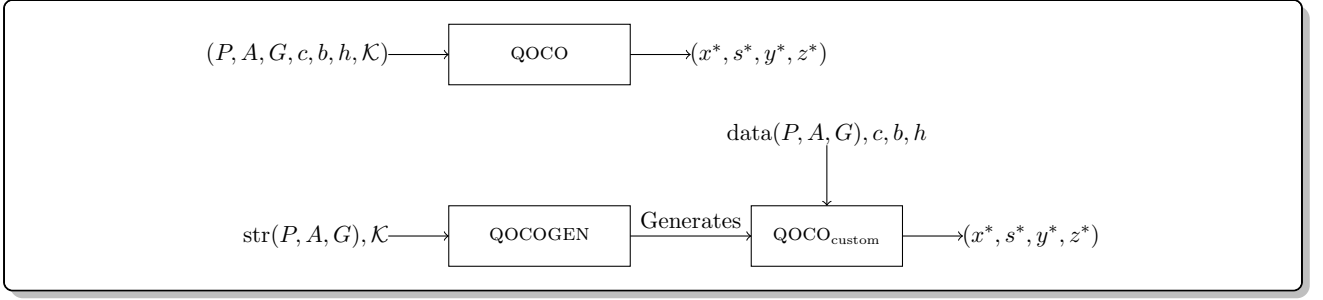 (P, A, G, c, b, h, 𝒦) QOCO (x*, s*, y*, z*)
data(P, A, G), c, b, h
str(P, A, G), 𝒦 QOCOGEN Generates QOCO_custom (x*, s*, y*, z*)